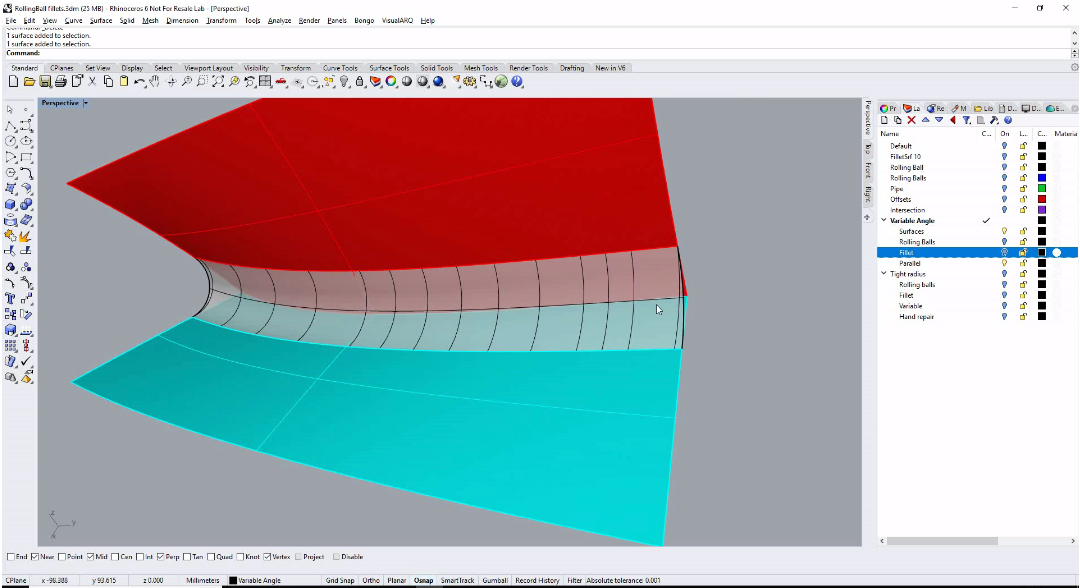 RollingBall fillets.3dm (25 MB) - Rhinoceros 6 Not For Resale Lab - [Perspective]
File Edit View Curve Surface Solid Mesh Dimension Transform Tools Analyze Render Panels Bongo VisualARQ Help
1 surface added to selection.
1 surface added to selection.
Command:
Standard CPlanes Set View Display Select Viewport Layout Visibility Transform Curve Tools Surface Tools Solid Tools Mesh Tools Render Tools Drafting New in V6
Perspective
Perspective
Top
Front
Right
Pr La Re M Lib D... D... E...
Name C... On L... C... Material
Default
FilletSrf 10
Rolling Ball
Rolling Balls
Pipe
Offsets
Intersection
Variable Angle
Surfaces
Rolling Balls
Fillet
Parallel
Tight radius
Rolling balls
Fillet
Variable
Hand repair
z
y
x
End Near Point Mid Cen Int Perp Tan Quad Knot Vertex Project Disable
CPlane x -98.388 y 93.615 z 0.000 Millimeters Variable Angle Grid Snap Ortho Planar Osnap SmartTrack Gumball Record History Filter Absolute tolerance: 0.001